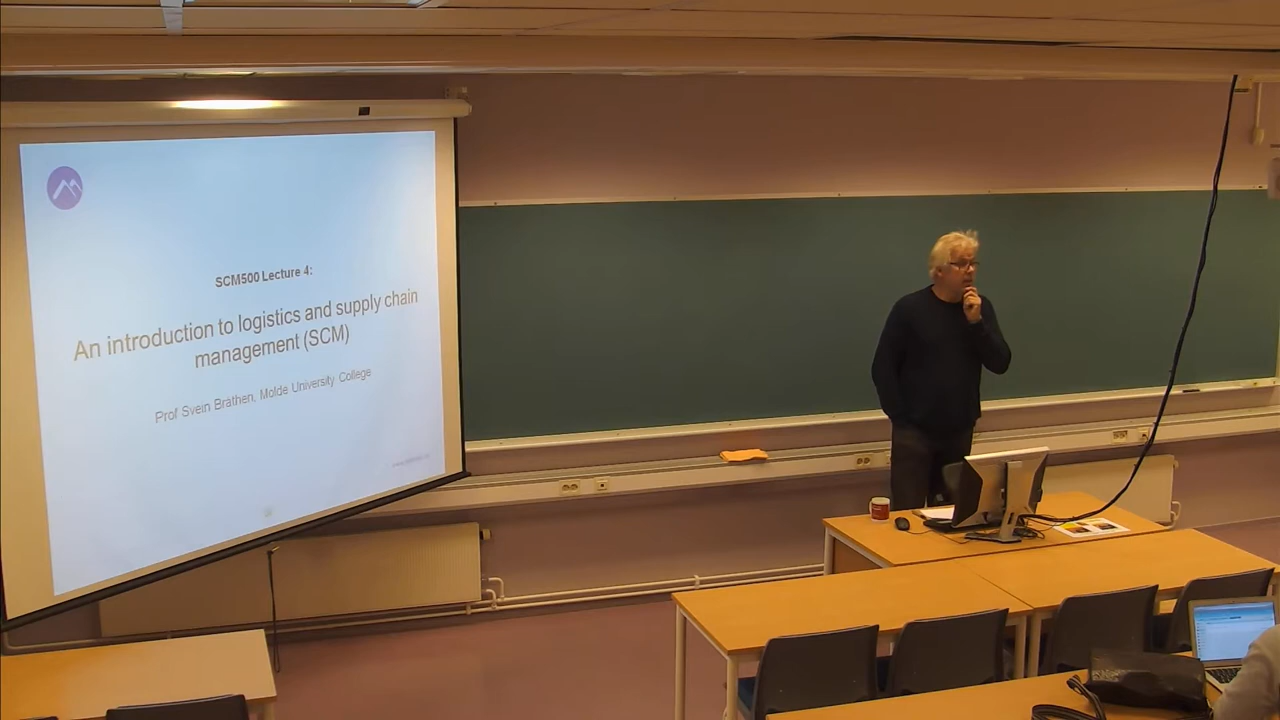 SCM500 Lecture 4:
An introduction to logistics and supply chain
management (SCM)
Prof Svein Bråthen, Molde University College